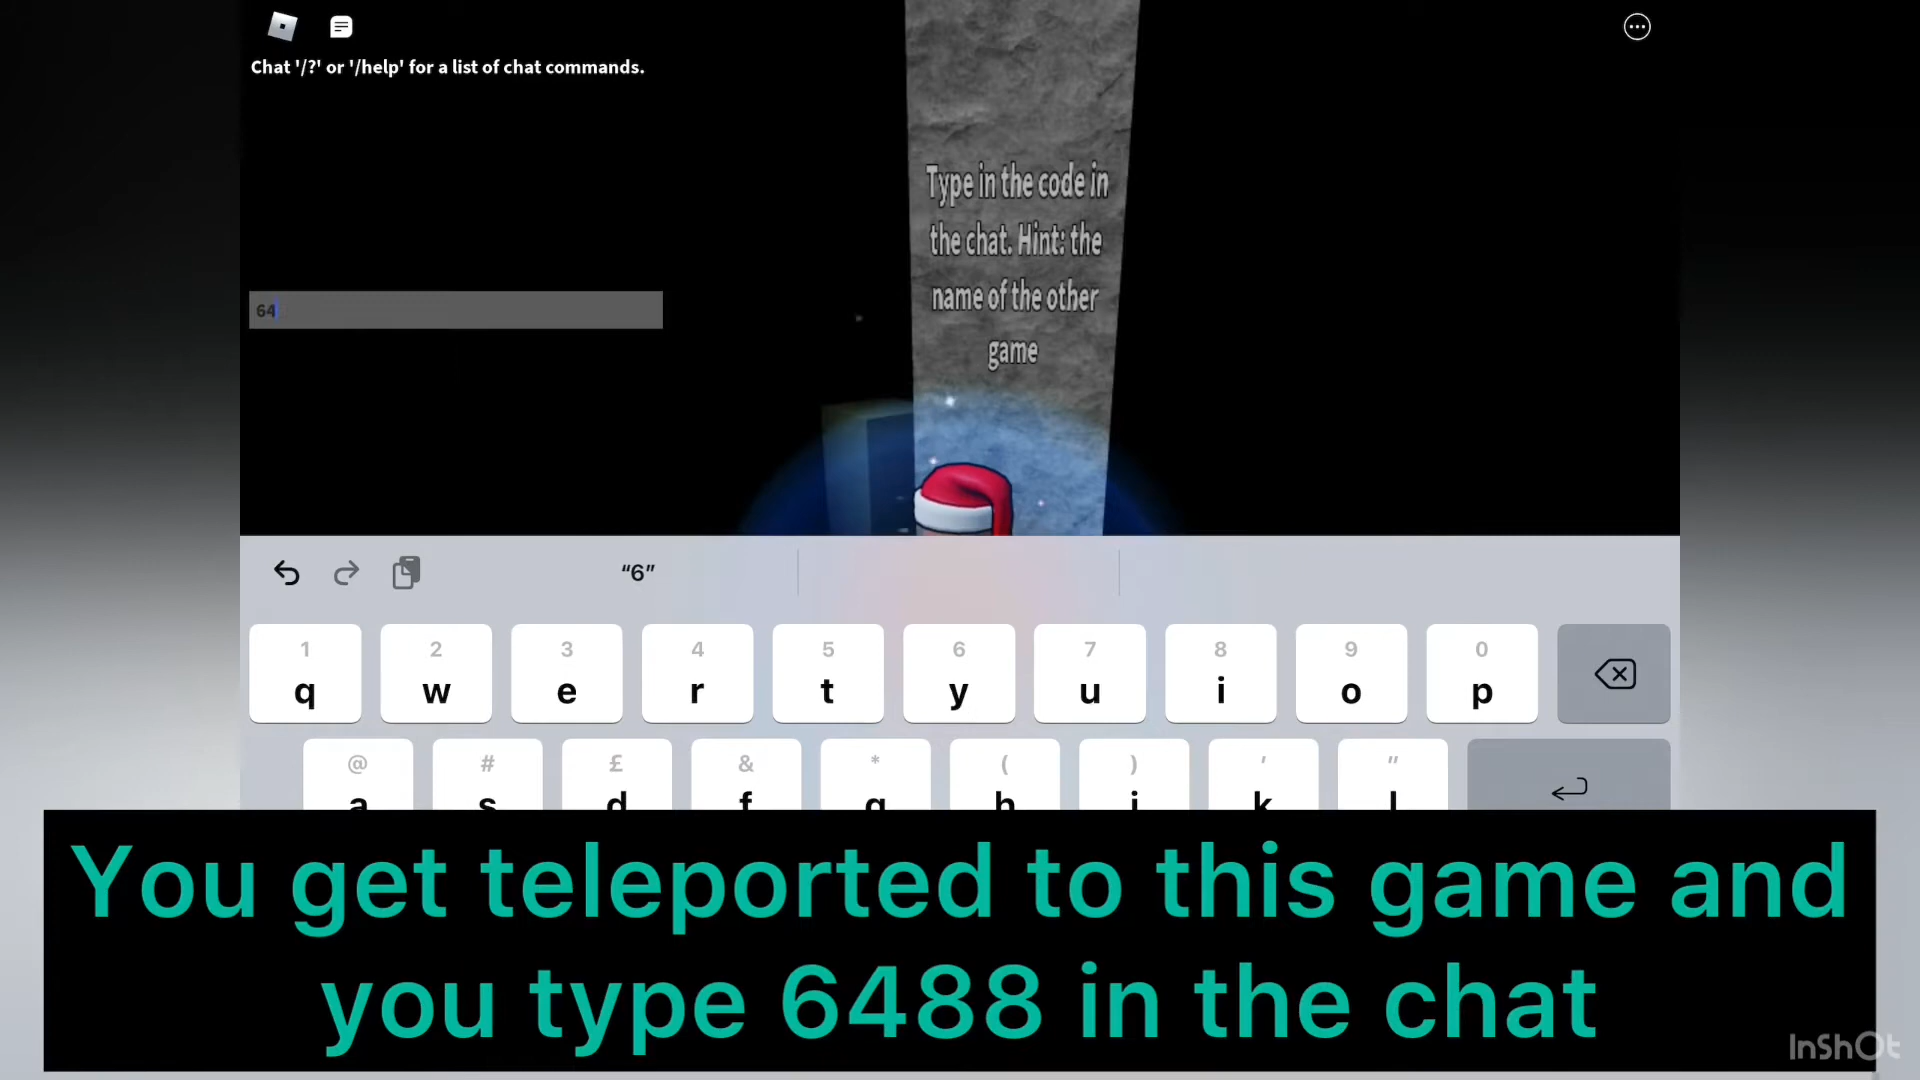 Chat '/?' or '/help' for a list of chat commands.
Type in the code in
the chat. Hint: the
name of the other
game
64
“6”
1 2 3 4 5 6 7 8 9 0
q w e r t y u i o p
@ # £ & * ( ) ' "
a s d f g h j k l
You get teleported to this game and
you type 6488 in the chat
InShOt